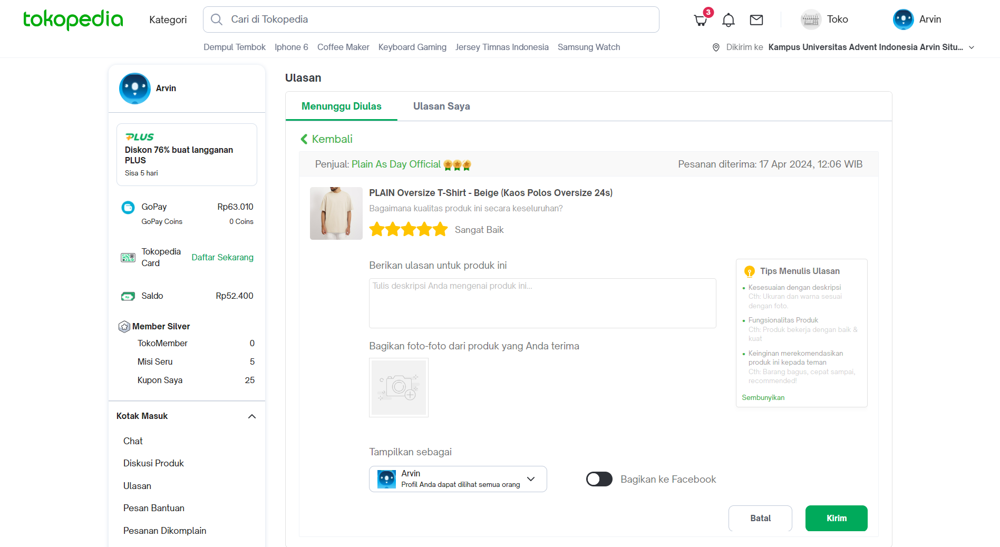 tokopedia
Kategori
Cari di Tokopedia
3
Toko
Arvin
Dempul Tembok Iphone 6 Coffee Maker Keyboard Gaming Jersey Timnas Indonesia Samsung Watch
Dikirim ke Kampus Universitas Advent Indonesia Arvin Situ...
Arvin
PLUS
Diskon 76% buat langganan
PLUS
Sisa 5 hari
GoPay Rp63.010
GoPay Coins 0 Coins
Tokopedia
Card
Daftar Sekarang
Saldo Rp52.400
Member Silver
TokoMember 0
Misi Seru 5
Kupon Saya 25
Kotak Masuk
Chat
Diskusi Produk
Ulasan
Pesan Bantuan
Pesanan Dikomplain
Ulasan
Menunggu Diulas Ulasan Saya
Kembali
Penjual: Plain As Day Official
Pesanan diterima: 17 Apr 2024, 12:06 WIB
PLAIN Oversize T-Shirt - Beige (Kaos Polos Oversize 24s)
Bagaimana kualitas produk ini secara keseluruhan?
Sangat Baik
Berikan ulasan untuk produk ini
Tulis deskripsi Anda mengenai produk ini...
Bagikan foto-foto dari produk yang Anda terima
Tips Menulis Ulasan
Kesesuaian dengan deskripsi
Cth: Ukuran dan warna sesuai
dengan foto.
Fungsionalitas Produk
Cth: Produk bekerja dengan baik &
kuat
Keinginan merekomendasikan
produk ini kepada teman
Cth: Barang bagus, cepat sampai,
recommended!
Sembunyikan
Tampilkan sebagai
Arvin
Profil Anda dapat dilihat semua orang
Bagikan ke Facebook
Batal
Kirim